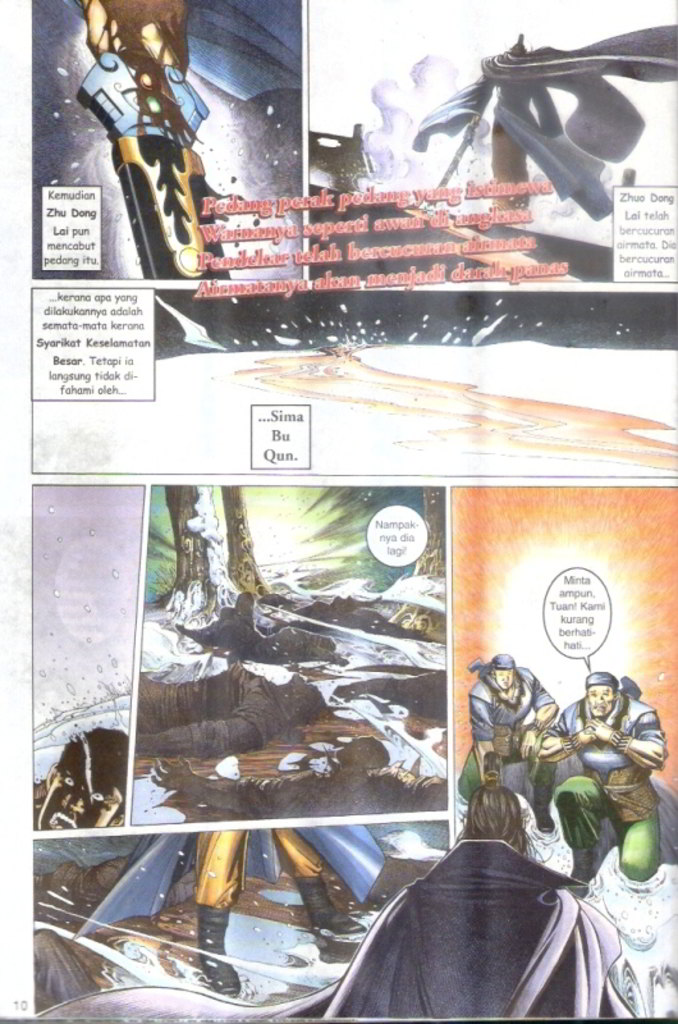 Kemudian
Zhu Dong
Lai pun
mencabut
pedang itu.
Pedang perak pedang yang istimewa
Warnanya seperti awan di angkasa
Pendekar telah bercucuran airmata
Airmatanya akan menjadi darah panas
Zhuo Dong
Lai telah
bercucuran
airmata. Dia
bercucuran
airmata...
...kerana apa yang
dilakukannya adalah
semata-mata kerana
Syarikat Keselamatan
Besar. Tetapi ia
langsung tidak di-
fahami oleh...
...Sima
Bu
Qun.
Nampak-
nya dia
lagi!
Minta
ampun,
Tuan! Kami
kurang
berhati-
hati...
10